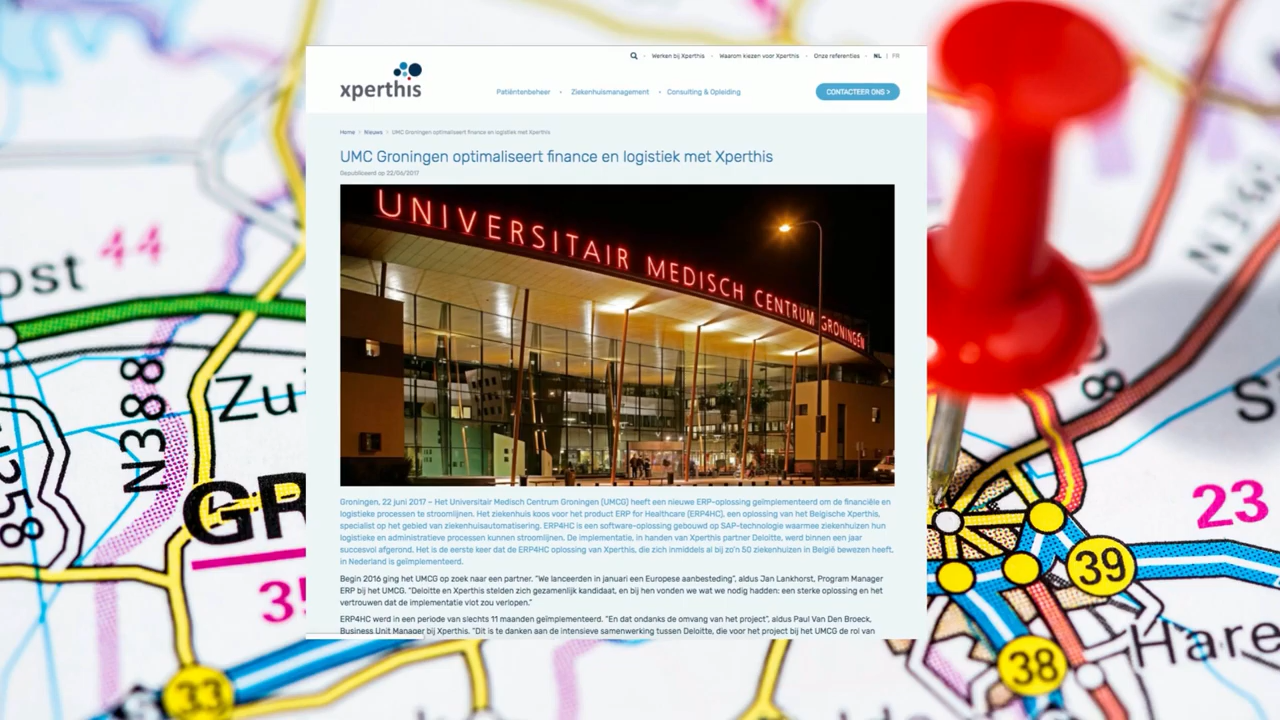 Werken bij Xperthis • Waarom kiezen voor Xperthis • Onze referenties • NL | FR
xperthis
Patiëntenbeheer • Ziekenhuismanagement • Consulting & Opleiding
CONTACTEER ONS >
Home > Nieuws > UMC Groningen optimaliseert finance en logistiek met Xperthis
UMC Groningen optimaliseert finance en logistiek met Xperthis
Gepubliceerd op 22/06/2017
UNIVERSITAIR MEDISCH CENTRUM GRONINGEN
Groningen, 22 juni 2017 – Het Universitair Medisch Centrum Groningen (UMCG) heeft een nieuwe ERP-oplossing geïmplementeerd om de financiële en
logistieke processen te stroomlijnen. Het ziekenhuis koos voor het product ERP for Healthcare (ERP4HC), een oplossing van het Belgische Xperthis,
specialist op het gebied van ziekenhuisautomatisering. ERP4HC is een software-oplossing gebouwd op SAP-technologie waarmee ziekenhuizen hun
logistieke en administratieve processen kunnen stroomlijnen. De implementatie, in handen van Xperthis partner Deloitte, werd binnen een jaar
succesvol afgerond. Het is de eerste keer dat de ERP4HC oplossing van Xperthis, die zich inmiddels al bij zo'n 50 ziekenhuizen in België bewezen heeft,
in Nederland is geïmplementeerd.
Begin 2016 ging het UMCG op zoek naar een partner. "We lanceerden in januari een Europese aanbesteding", aldus Jan Lankhorst, Program Manager
ERP bij het UMCG. "Deloitte en Xperthis stelden zich gezamenlijk kandidaat, en bij hen vonden we wat we nodig hadden: een sterke oplossing en het
vertrouwen dat de implementatie vlot zou verlopen."
ERP4HC werd in een periode van slechts 11 maanden geïmplementeerd. "En dat ondanks de omvang van het project", aldus Paul Van Den Broeck,
Business Unit Manager bij Xperthis. "Dit is te danken aan de intensieve samenwerking tussen Deloitte, die voor het project bij het UMCG de rol van
ost 44
Zui
N388
GR
33
23
39
38
Hare